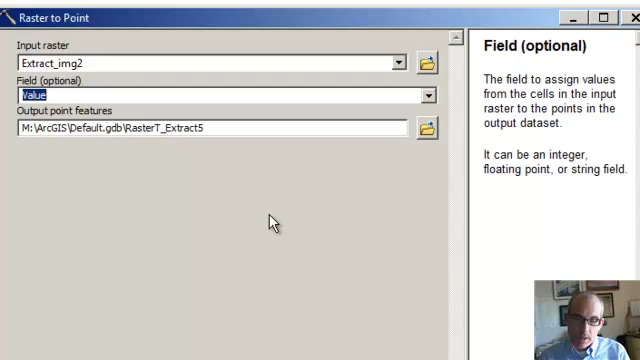 Raster to Point
Input raster
Extract_img2
Field (optional)
Value
Output point features
M:\ArcGIS\Default.gdb\RasterT_Extract5
Field (optional)
The field to assign values
from the cells in the input
raster to the points in the
output dataset.
It can be an integer,
floating point, or string field.